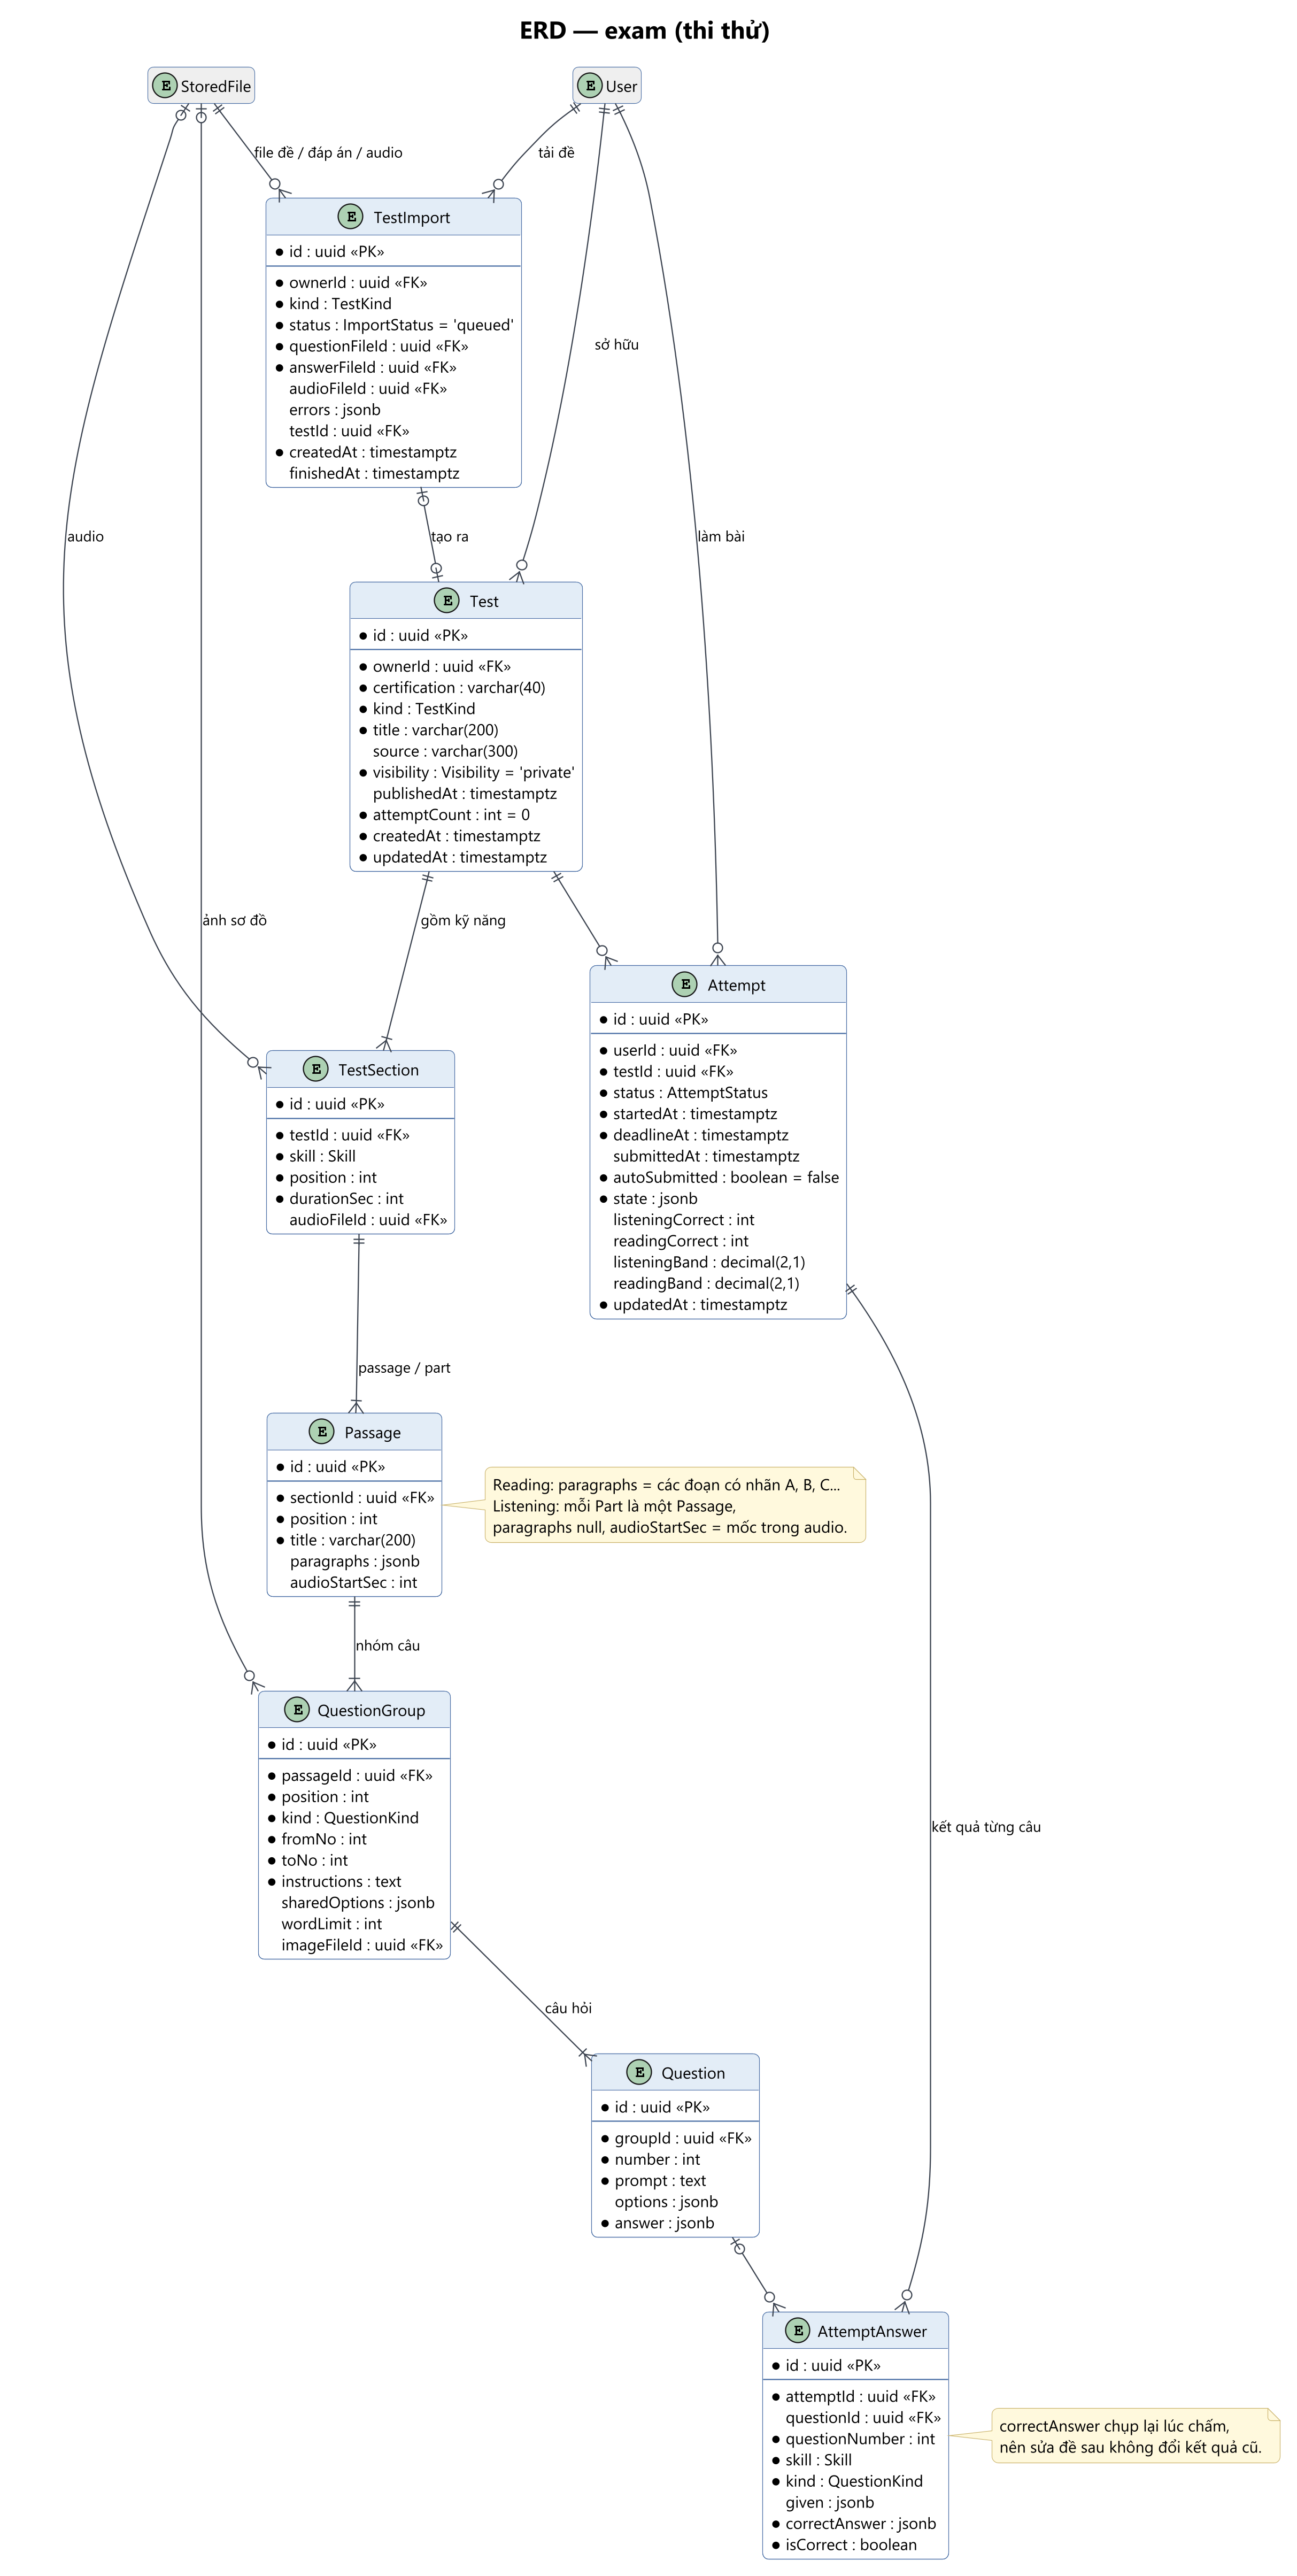 ERD — exam (thi thử)
E StoredFile
E User
file đề / đáp án / audio
tải đề
E TestImport
id : uuid «PK»
ownerId : uuid «FK»
kind : TestKind
status : ImportStatus = 'queued'
questionFileId : uuid «FK»
answerFileId : uuid «FK»
audioFileId : uuid «FK»
errors : jsonb
testId : uuid «FK»
createdAt : timestamptz
finishedAt : timestamptz
sở hữu
audio
tạo ra
làm bài
E Test
id : uuid «PK»
ownerId : uuid «FK»
certification : varchar(40)
kind : TestKind
title : varchar(200)
source : varchar(300)
visibility : Visibility = 'private'
publishedAt : timestamptz
attemptCount : int = 0
createdAt : timestamptz
updatedAt : timestamptz
ảnh sơ đồ
gồm kỹ năng
E Attempt
id : uuid «PK»
userId : uuid «FK»
testId : uuid «FK»
status : AttemptStatus
startedAt : timestamptz
deadlineAt : timestamptz
submittedAt : timestamptz
autoSubmitted : boolean = false
state : jsonb
listeningCorrect : int
readingCorrect : int
listeningBand : decimal(2,1)
readingBand : decimal(2,1)
updatedAt : timestamptz
E TestSection
id : uuid «PK»
testId : uuid «FK»
skill : Skill
position : int
durationSec : int
audioFileId : uuid «FK»
passage / part
E Passage
id : uuid «PK»
sectionId : uuid «FK»
position : int
title : varchar(200)
paragraphs : jsonb
audioStartSec : int
Reading: paragraphs = các đoạn có nhãn A, B, C...
Listening: mỗi Part là một Passage,
paragraphs null, audioStartSec = mốc trong audio.
nhóm câu
E QuestionGroup
id : uuid «PK»
passageId : uuid «FK»
position : int
kind : QuestionKind
fromNo : int
toNo : int
instructions : text
sharedOptions : jsonb
wordLimit : int
imageFileId : uuid «FK»
kết quả từng câu
câu hỏi
E Question
id : uuid «PK»
groupId : uuid «FK»
number : int
prompt : text
options : jsonb
answer : jsonb
E AttemptAnswer
id : uuid «PK»
attemptId : uuid «FK»
questionId : uuid «FK»
questionNumber : int
skill : Skill
kind : QuestionKind
given : jsonb
correctAnswer : jsonb
isCorrect : boolean
correctAnswer chụp lại lúc chấm,
nên sửa đề sau không đổi kết quả cũ.